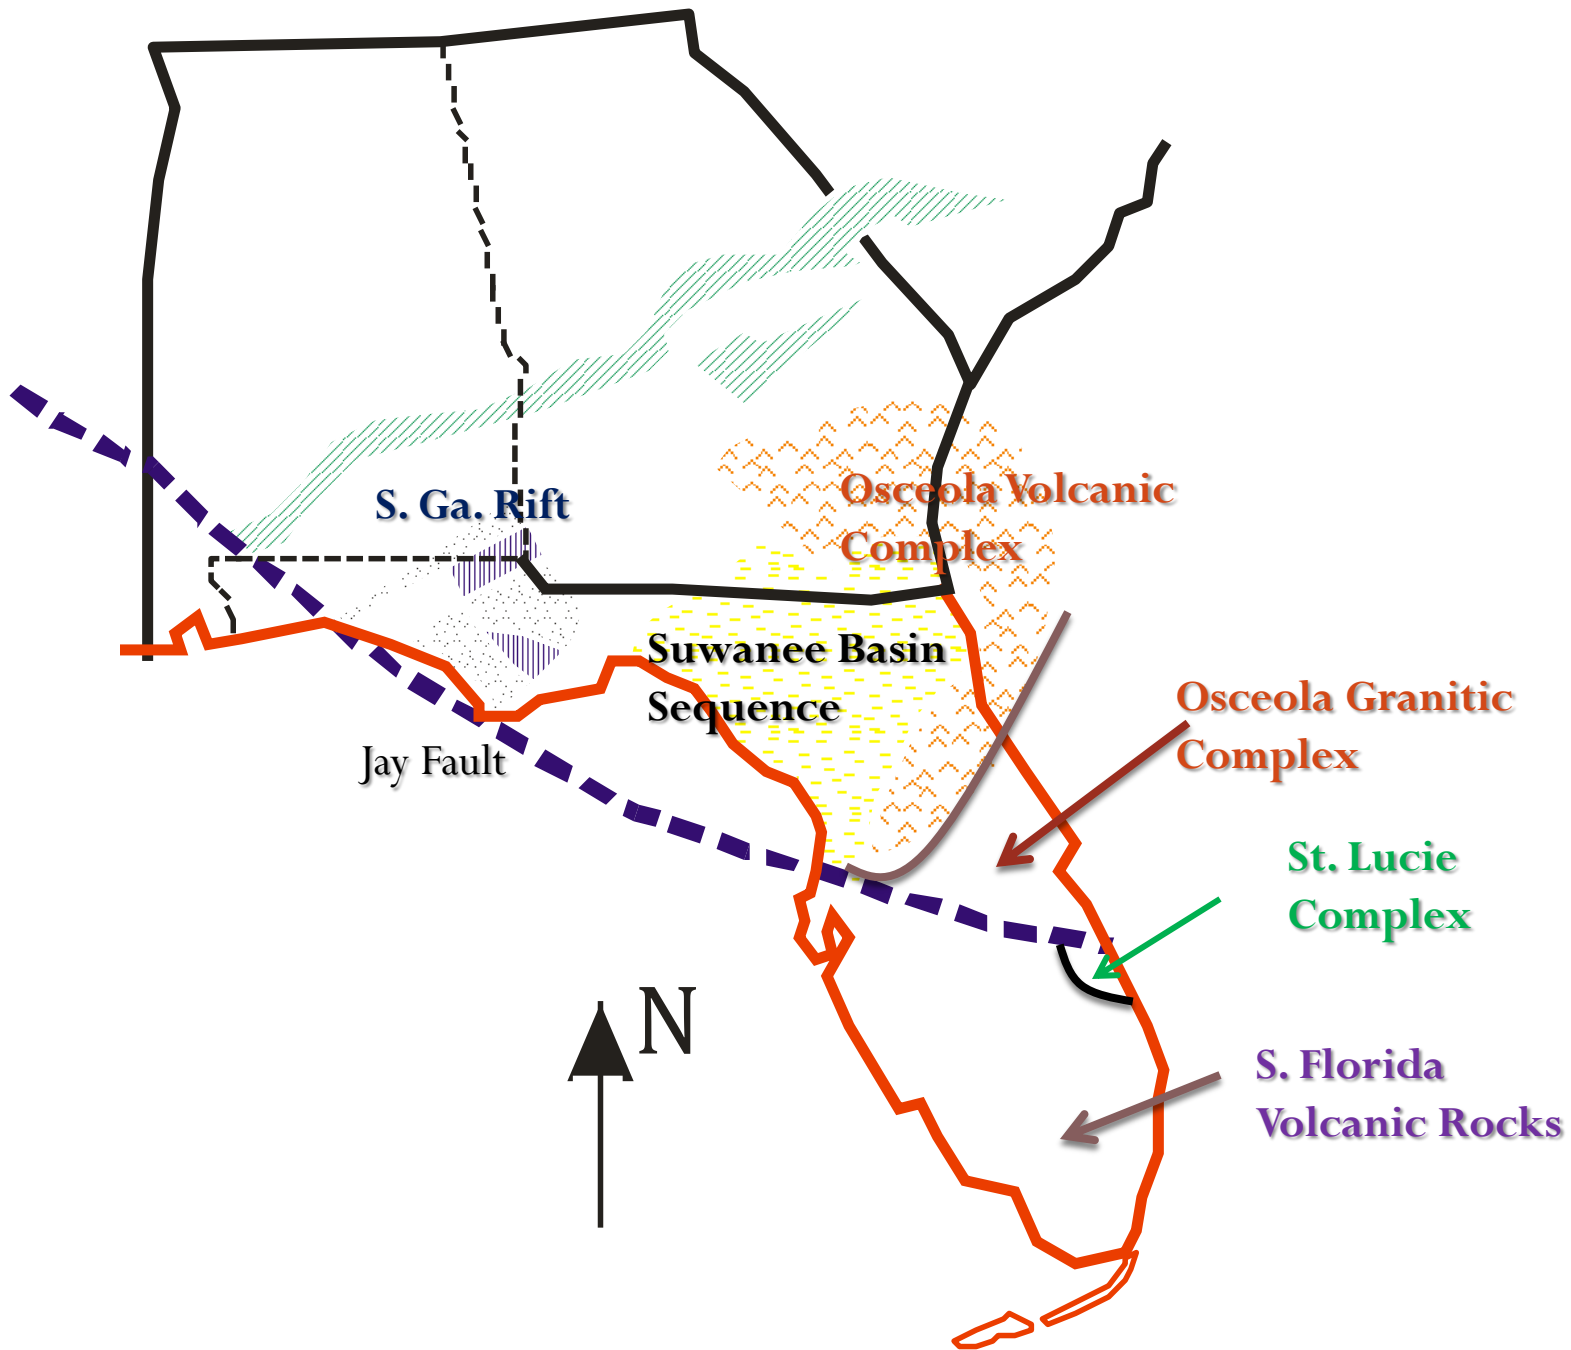 S. Ga. Rift
Osceola Volcanic
Complex
Suwanee Basin
Sequence
Jay Fault
Osceola Granitic
Complex
St. Lucie
Complex
N
S. Florida
Volcanic Rocks